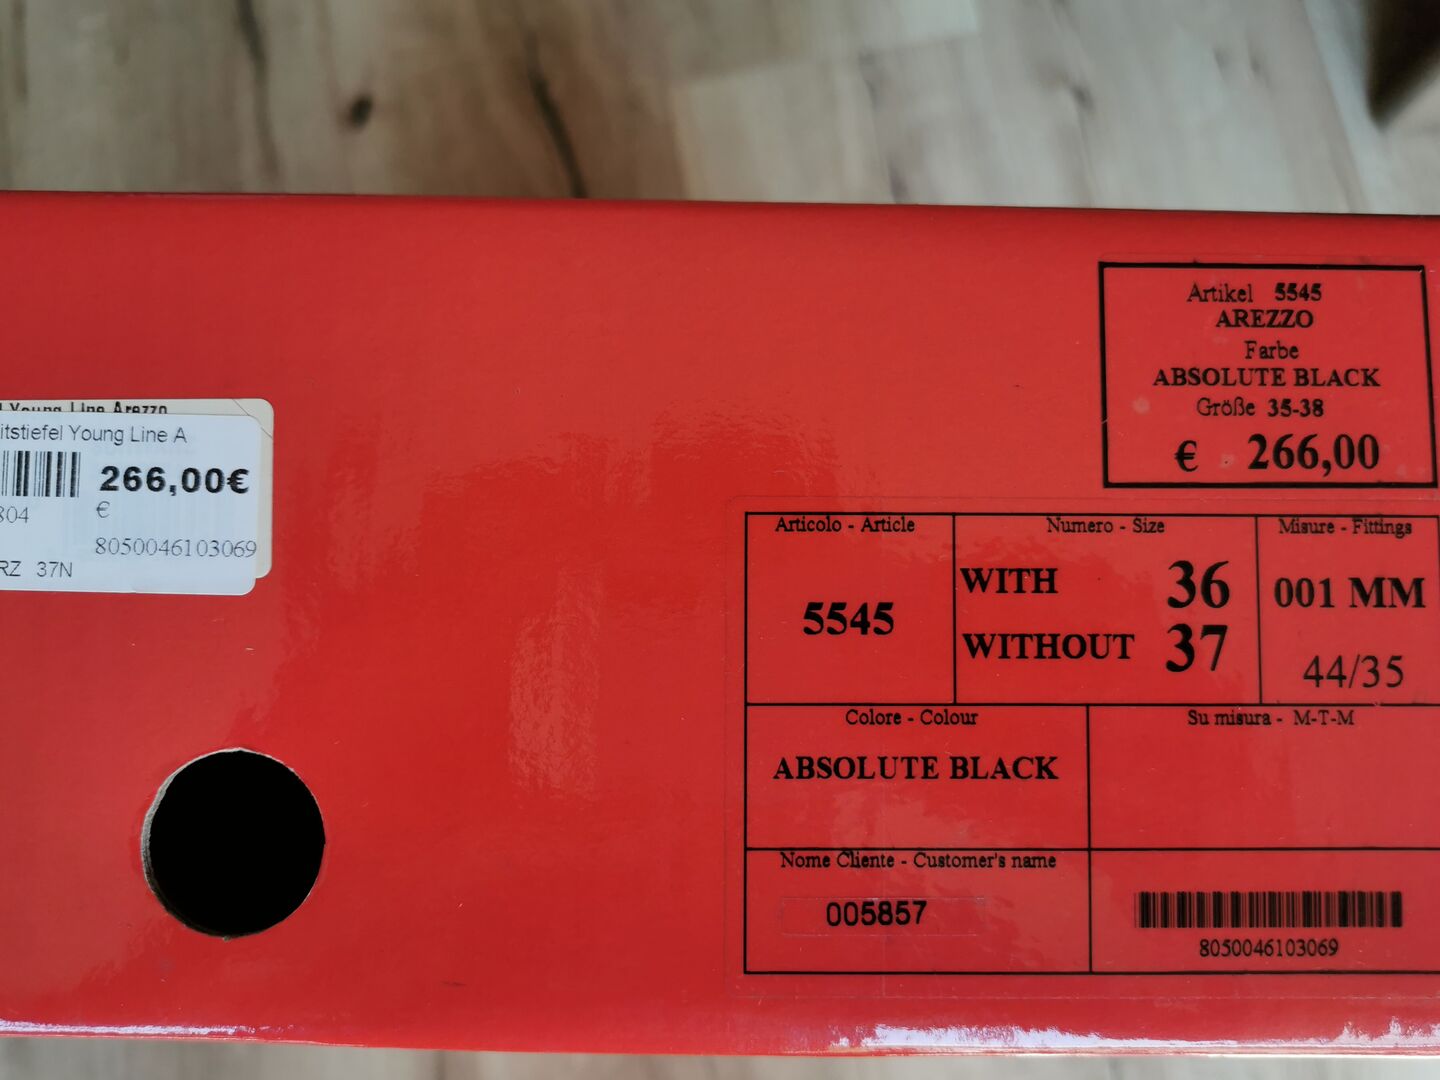 Artikel 5545
AREZZO
Farbe
ABSOLUTE BLACK
Größe 35-38
€ 266,00
Young Line Arezzo
itstiefel Young Line A
266,00€
€
804
8050046103069
RZ 37N
Articolo - Article
5545
Numero - Size
WITH 36
WITHOUT 37
Misure - Fittings
001 MM
44/35
Colore - Colour
ABSOLUTE BLACK
Su misura - M-T-M
Nome Cliente - Customer's name
005857
8050046103069